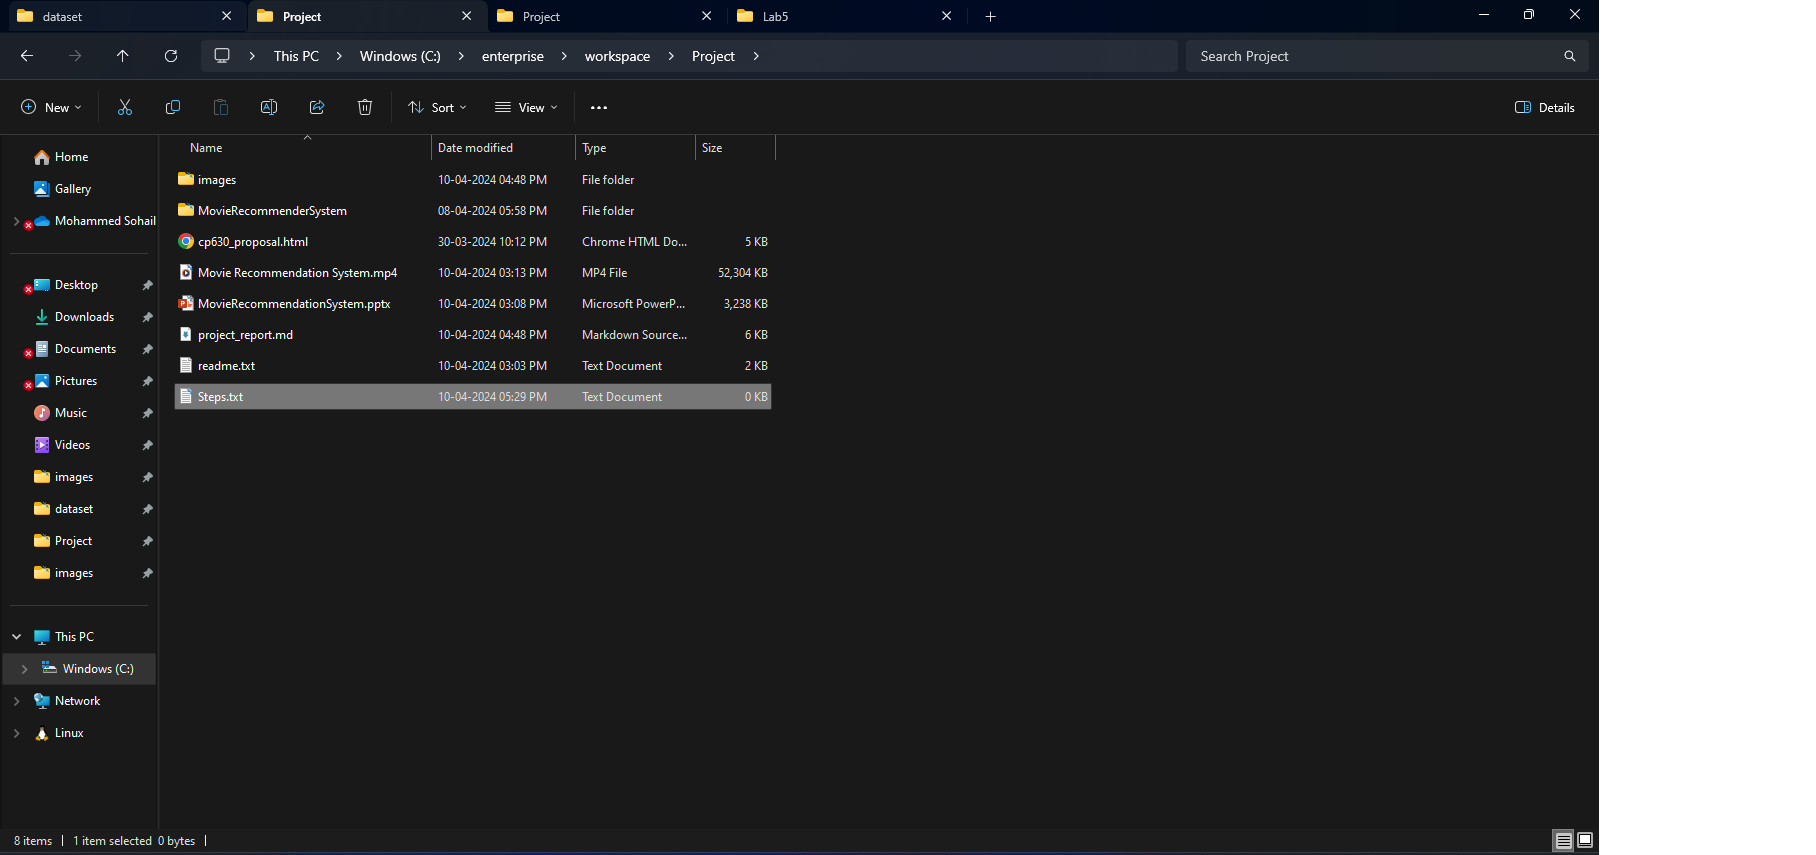 dataset Project Project Lab5
This PC Windows (C:) enterprise workspace Project
Search Project
New Sort View Details
Name Date modified Type Size
images 10-04-2024 04:48 PM File folder
MovieRecommenderSystem 08-04-2024 05:58 PM File folder
cp630_proposal.html 30-03-2024 10:12 PM Chrome HTML Do... 5 KB
Movie Recommendation System.mp4 10-04-2024 03:13 PM MP4 File 52,304 KB
MovieRecommendationSystem.pptx 10-04-2024 03:08 PM Microsoft PowerP... 3,238 KB
project_report.md 10-04-2024 04:48 PM Markdown Source... 6 KB
readme.txt 10-04-2024 03:03 PM Text Document 2 KB
Steps.txt 10-04-2024 05:29 PM Text Document 0 KB
Home
Gallery
Mohammed Sohail
Desktop
Downloads
Documents
Pictures
Music
Videos
images
dataset
Project
images
This PC
Windows (C:)
Network
Linux
8 items 1 item selected 0 bytes